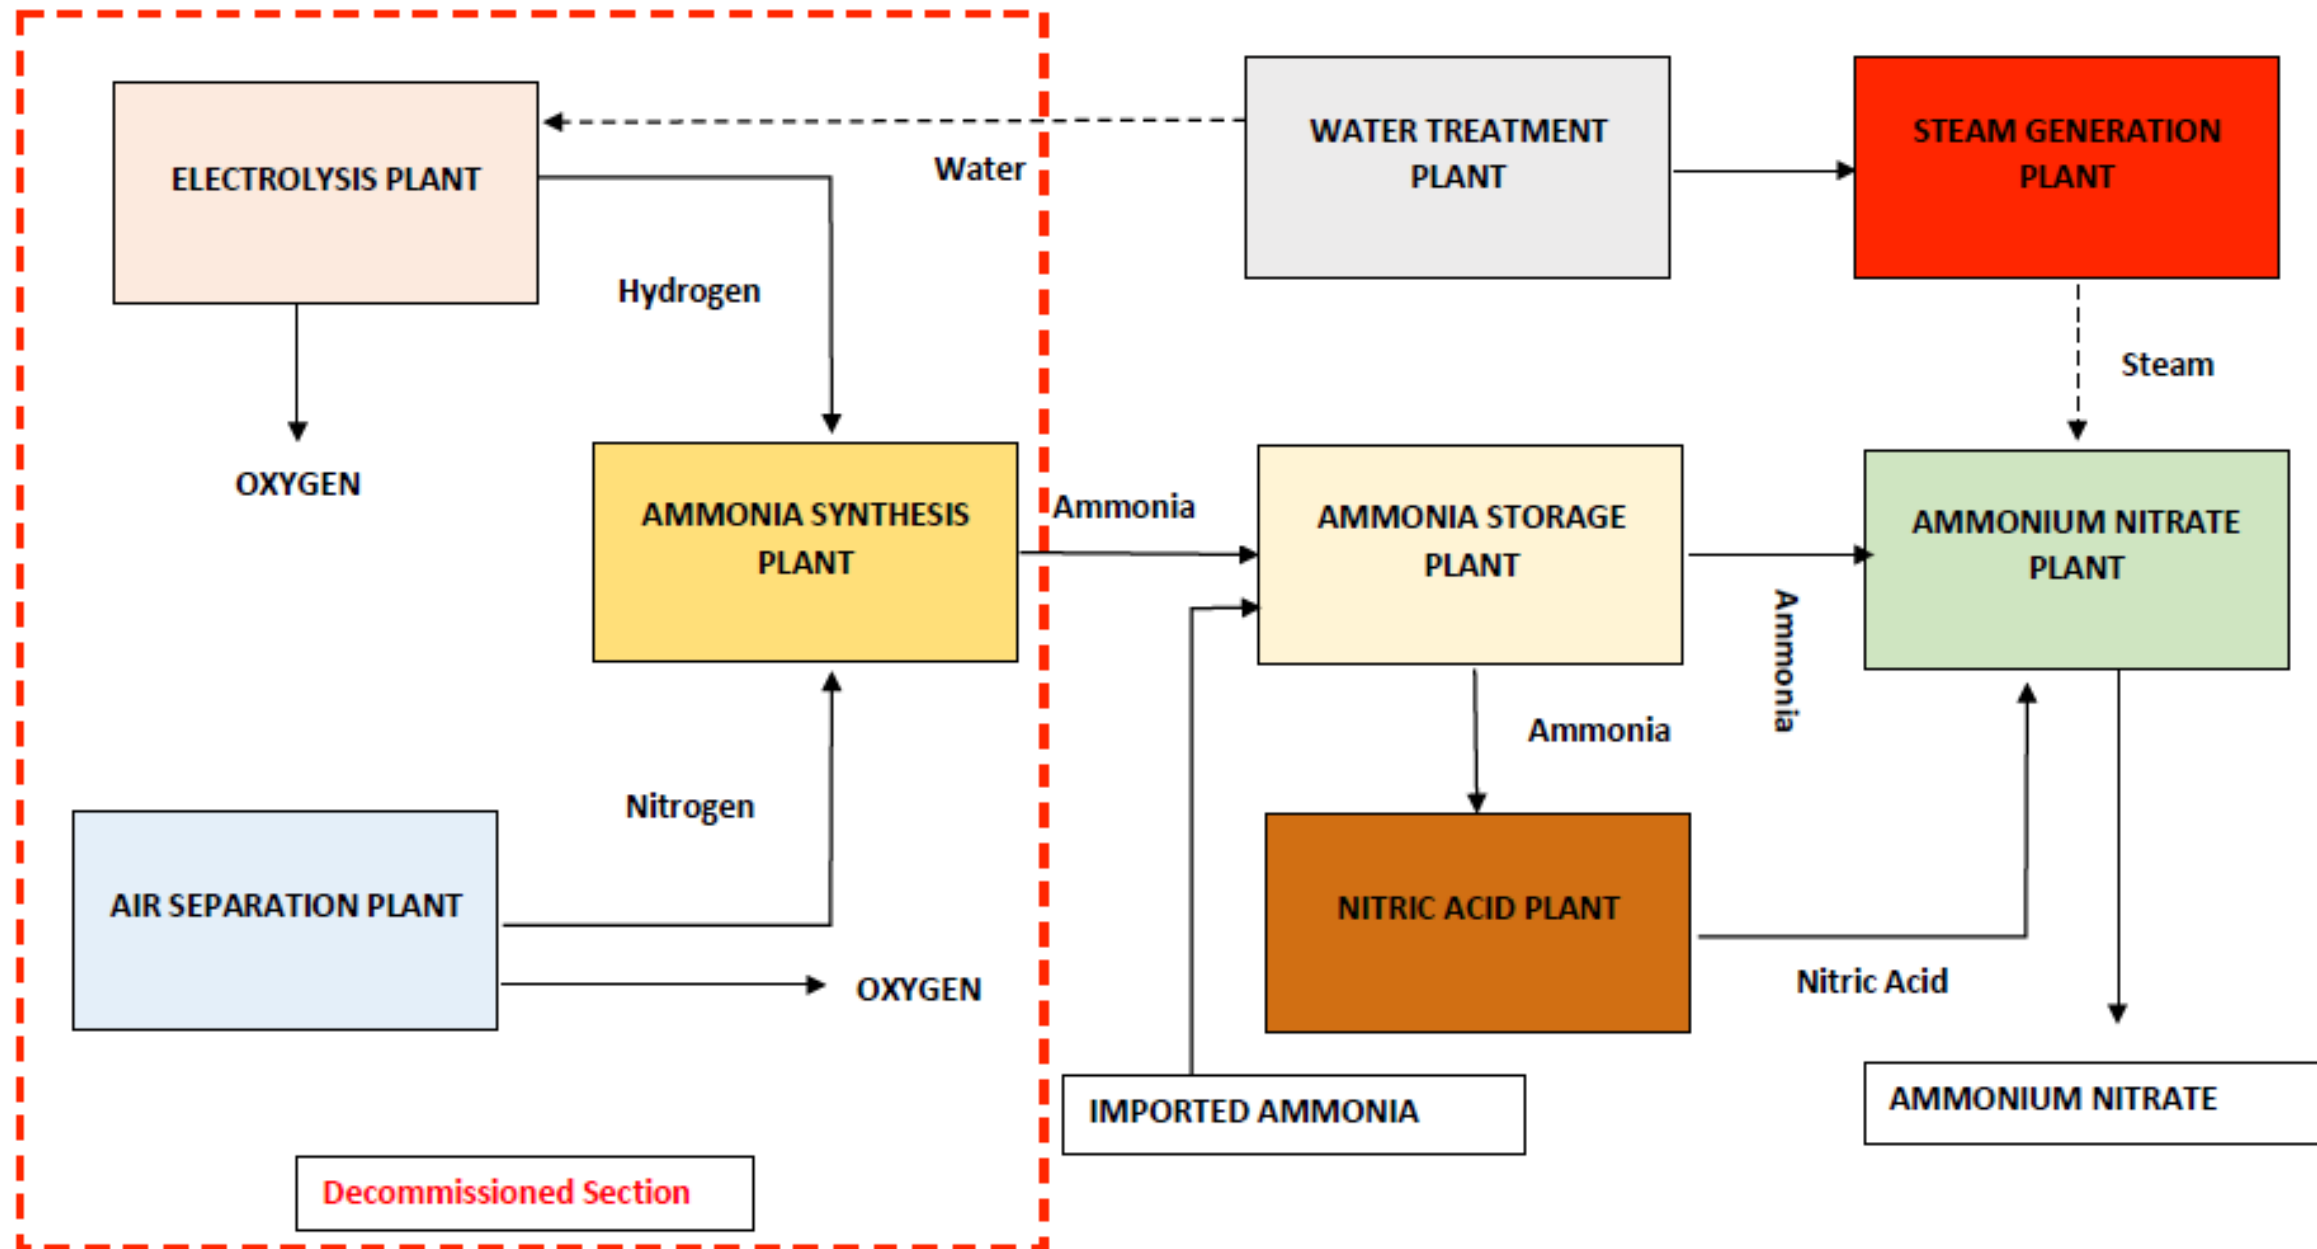 ELECTROLYSIS PLANT
WATER TREATMENT
PLANT
STEAM GENERATION
PLANT
Water
Hydrogen
Steam
OXYGEN
AMMONIA SYNTHESIS
PLANT
Ammonia
AMMONIA STORAGE
PLANT
AMMONIUM NITRATE
PLANT
Ammonia
Ammonia
Nitrogen
AIR SEPARATION PLANT
NITRIC ACID PLANT
OXYGEN
Nitric Acid
IMPORTED AMMONIA
AMMONIUM NITRATE
Decommissioned Section